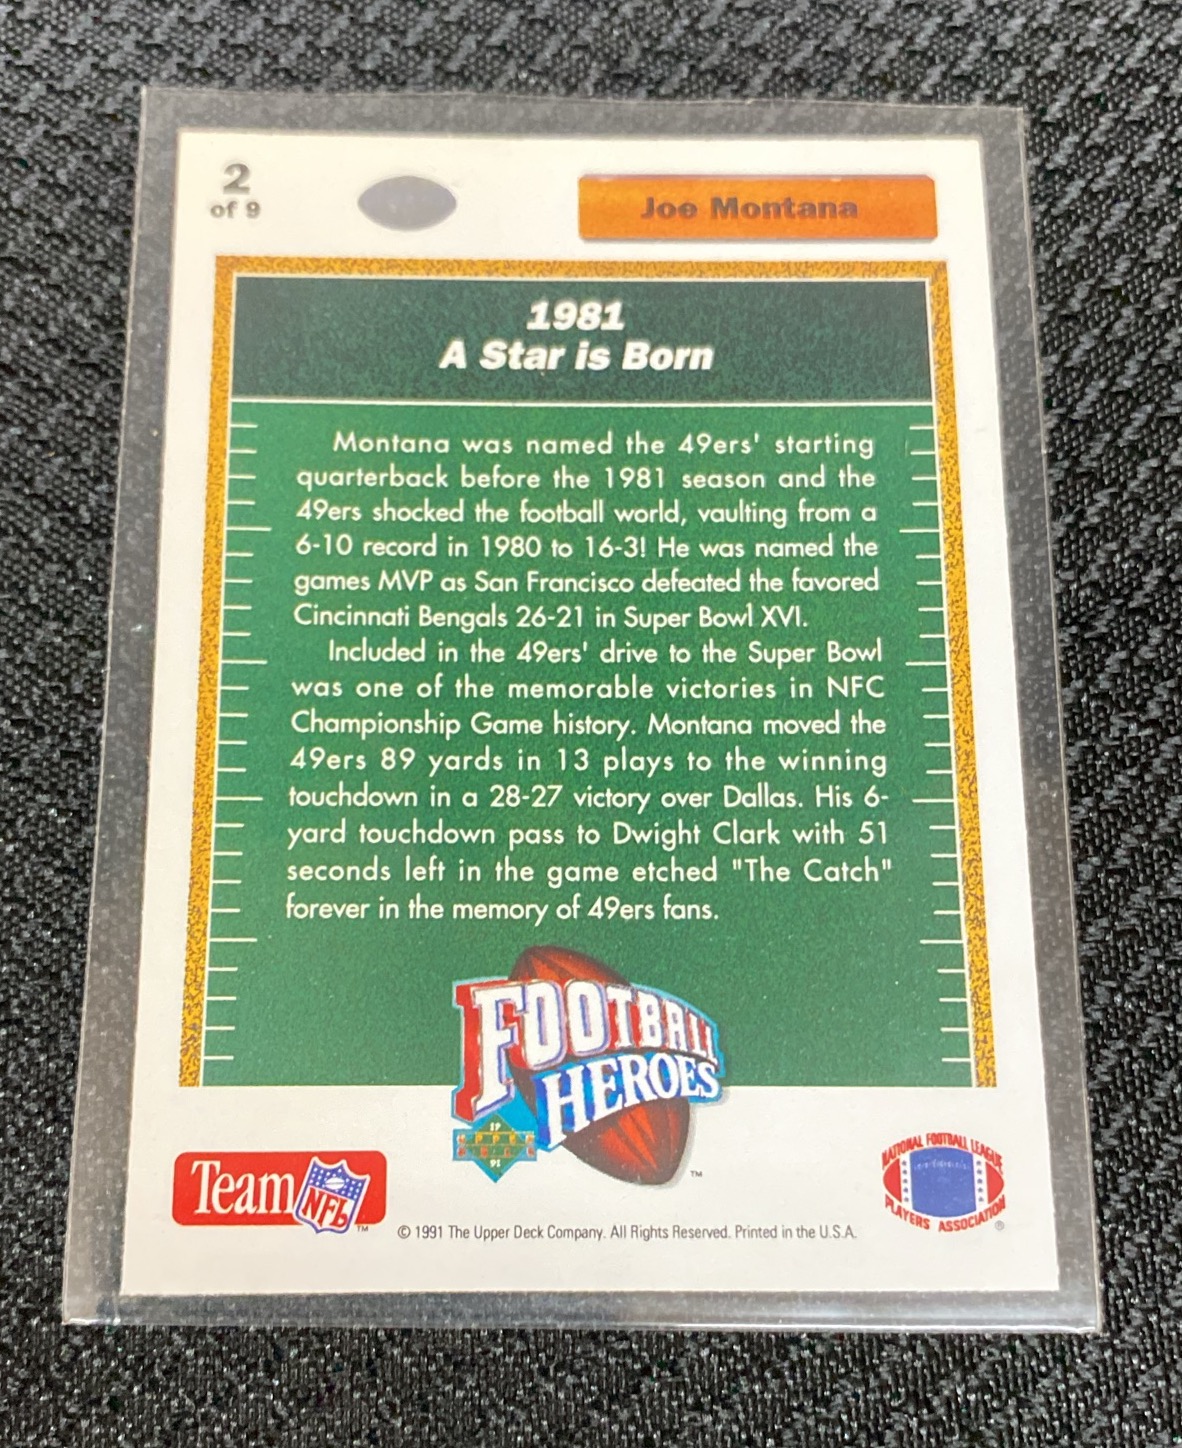 2
of 9
Joe Montana
1981
A Star is Born
Montana was named the 49ers' starting
quarterback before the 1981 season and the
49ers shocked the football world, vaulting from a
6-10 record in 1980 to 16-3! He was named the
games MVP as San Francisco defeated the favored
Cincinnati Bengals 26-21 in Super Bowl XVI.
Included in the 49ers' drive to the Super Bowl
was one of the memorable victories in NFC
Championship Game history. Montana moved the
49ers 89 yards in 13 plays to the winning
touchdown in a 28-27 victory over Dallas. His 6-
yard touchdown pass to Dwight Clark with 51
seconds left in the game etched "The Catch"
forever in the memory of 49ers fans.
FOOTBALL
HEROES
19
UPPER DECK
91
™
Team NFL™
NATIONAL FOOTBALL LEAGUE
PLAYERS ASSOCIATION
®
© 1991 The Upper Deck Company. All Rights Reserved. Printed in the U.S.A.